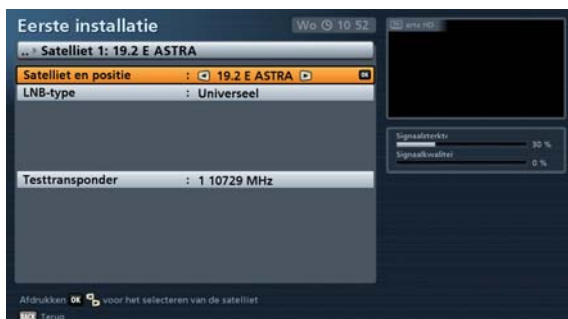 Eerste installatie
Wo 10 52
arte HD
.. Satelliet 1: 19.2 E ASTRA
Satelliet en positie : 19.2 E ASTRA OK
LNB-type : Universeel
Signaalsterkte 30 %
Signaalkwaliteit 0 %
Testtransponder : 1 10729 MHz
Afdrukken OK voor het selecteren van de satelliet
BACK Terug